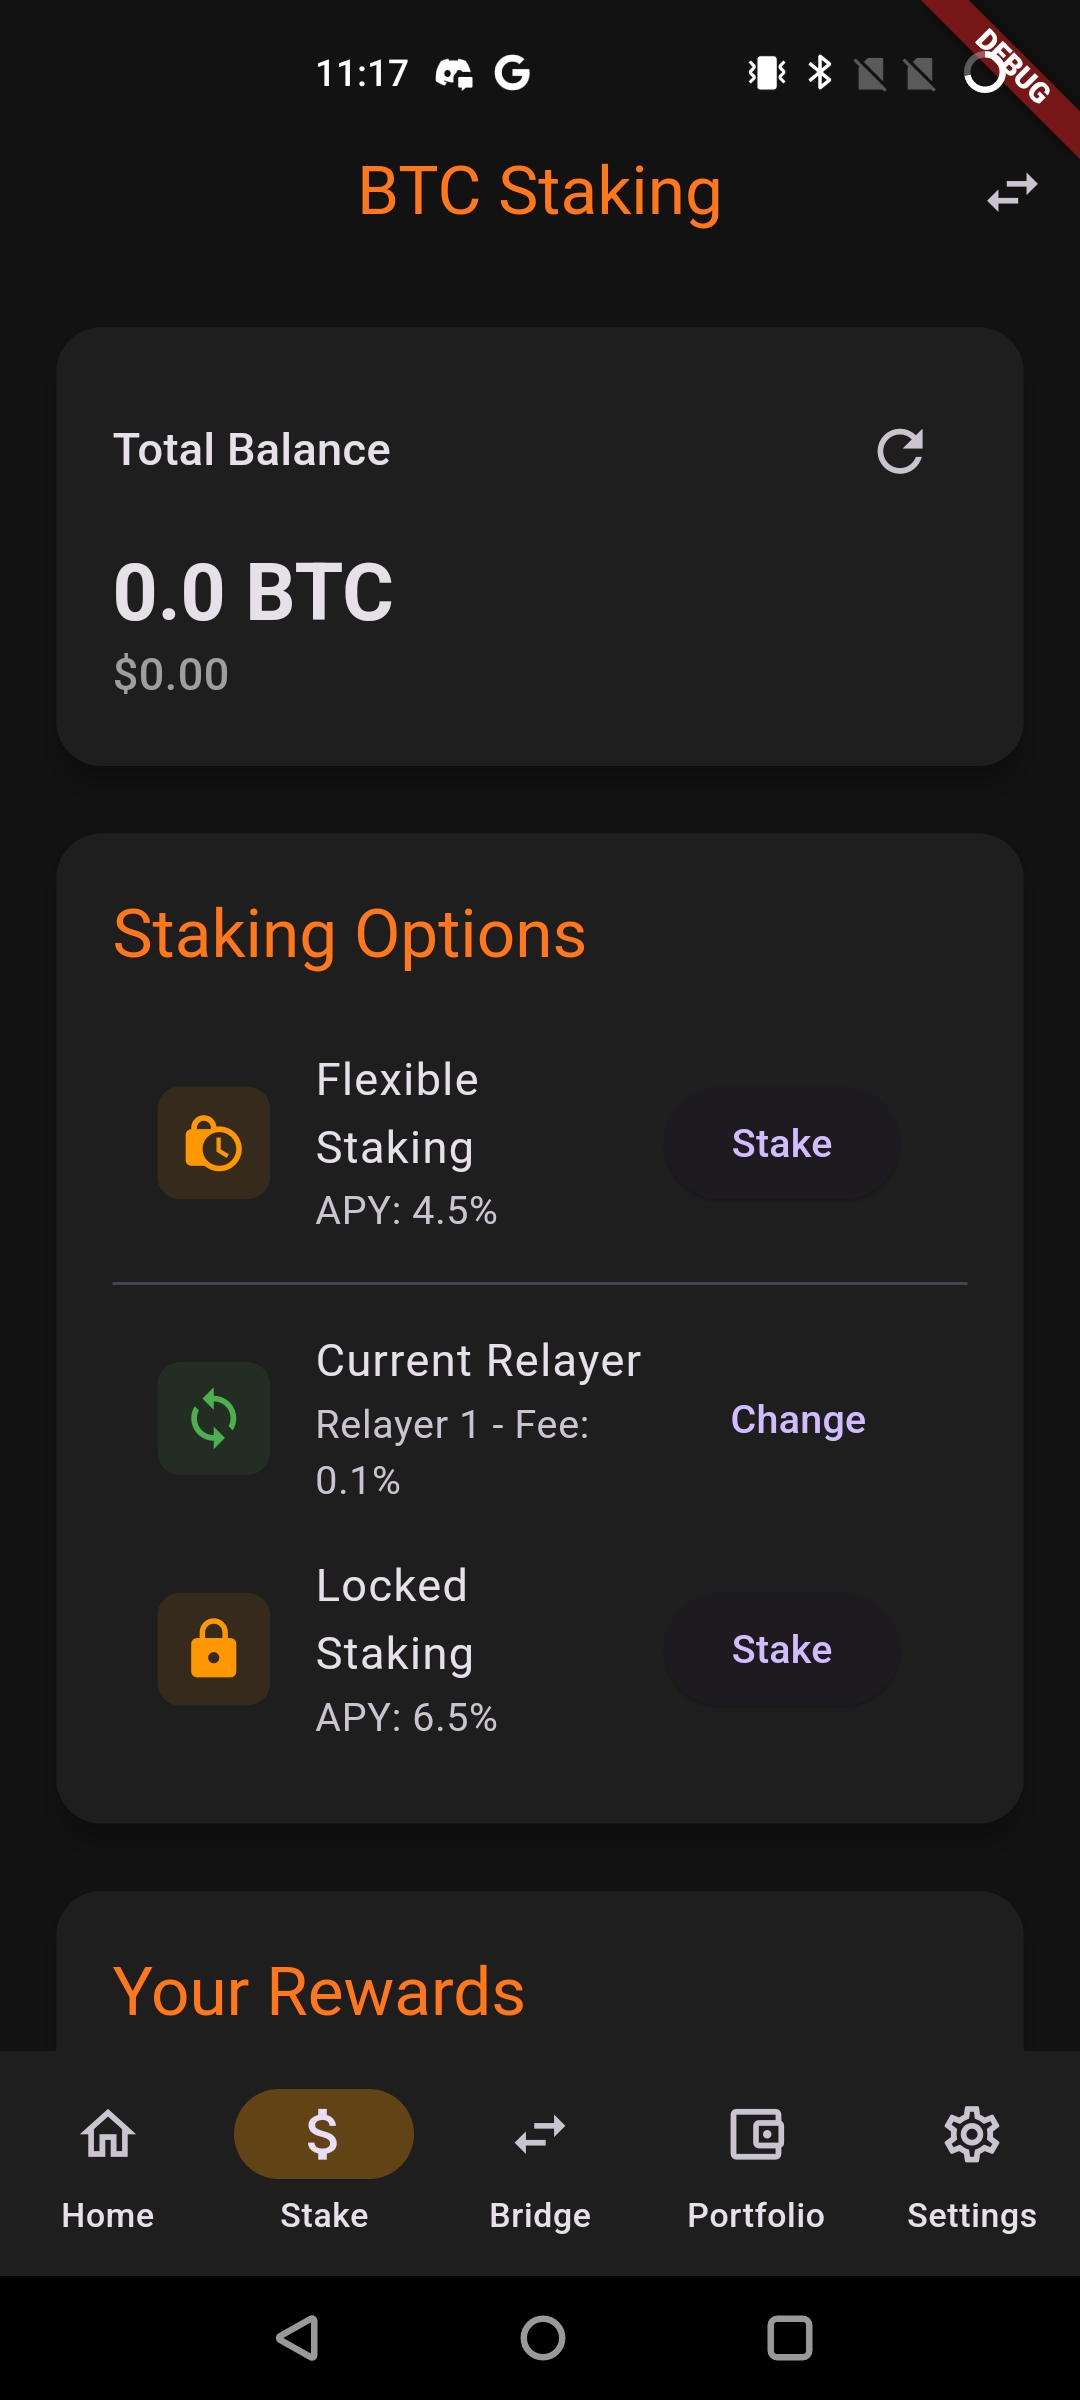 11:17
DEBUG
BTC Staking
Total Balance
0.0 BTC
$0.00
Staking Options
Flexible
Staking
APY: 4.5%
Stake
Current Relayer
Relayer 1 - Fee:
0.1%
Change
Locked
Staking
APY: 6.5%
Stake
Your Rewards
$
Home
Stake
Bridge
Portfolio
Settings